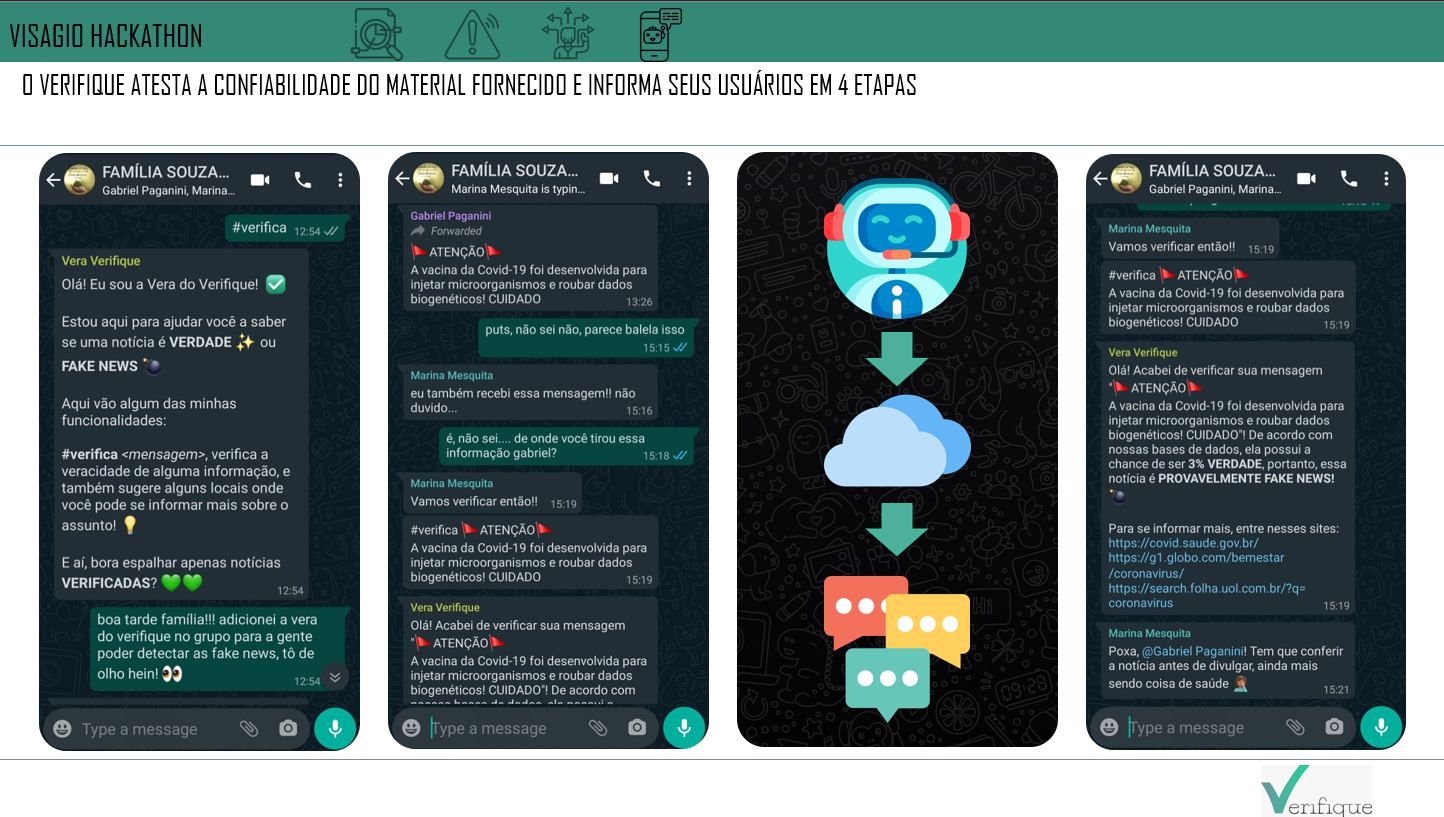 VISAGIO HACKATHON
O VERIFIQUE ATESTA A CONFIABILIDADE DO MATERIAL FORNECIDO E INFORMA SEUS USUÁRIOS EM 4 ETAPAS
FAMÍLIA SOUZA...
Gabriel Paganini, Marina...
#verifica 12:54
Vera Verifique
Olá! Eu sou a Vera do Verifique! ✅
Estou aqui para ajudar você a saber
se uma notícia é VERDADE ✨ ou
FAKE NEWS 💣
Aqui vão algum das minhas
funcionalidades:
#verifica <mensagem>, verifica a
veracidade de alguma informação, e
também sugere alguns locais onde
você pode se informar mais sobre o
assunto! 💡
E aí, bora espalhar apenas notícias
VERIFICADAS? 💚💚
12:54
boa tarde família!!! adicionei a vera
do verifique no grupo para a gente
poder detectar as fake news, tô de
olho hein! 👀
12:54
Type a message
FAMÍLIA SOUZA...
Marina Mesquita is typin...
Gabriel Paganini
Forwarded
🚩ATENÇÃO🚩
A vacina da Covid-19 foi desenvolvida para
injetar microorganismos e roubar dados
biogenéticos! CUIDADO 13:26
puts, não sei não, parece balela isso
15:15
Marina Mesquita
eu também recebi essa mensagem!! não
duvido... 15:16
é, não sei.... de onde você tirou essa
informação gabriel? 15:18
Marina Mesquita
Vamos verificar então!! 15:19
#verifica 🚩ATENÇÃO🚩
A vacina da Covid-19 foi desenvolvida para
injetar microorganismos e roubar dados
biogenéticos! CUIDADO 15:19
Vera Verifique
Olá! Acabei de verificar sua mensagem
"🚩ATENÇÃO🚩
A vacina da Covid-19 foi desenvolvida para
injetar microorganismos e roubar dados
biogenéticos! CUIDADO"! De acordo com
Type a message
Hi
FAMÍLIA SOUZA...
Gabriel Paganini, Marina...
Marina Mesquita
Vamos verificar então!! 15:19
#verifica 🚩ATENÇÃO🚩
A vacina da Covid-19 foi desenvolvida para
injetar microorganismos e roubar dados
biogenéticos! CUIDADO 15:19
Vera Verifique
Olá! Acabei de verificar sua mensagem
"🚩ATENÇÃO🚩
A vacina da Covid-19 foi desenvolvida para
injetar microorganismos e roubar dados
biogenéticos! CUIDADO"! De acordo com
nossas bases de dados, ela possui a
chance de ser 3% VERDADE, portanto, essa
notícia é PROVAVELMENTE FAKE NEWS!
💣
Para se informar mais, entre nesses sites:
https://covid.saude.gov.br/
https://g1.globo.com/bemestar
/coronavirus/
https://search.folha.uol.com.br/?q=
coronavirus 15:19
Marina Mesquita
Poxa, @Gabriel Paganini! Tem que conferir
a notícia antes de divulgar, ainda mais
sendo coisa de saúde 🤦🏽‍♀️ 15:21
Type a message
Verifique